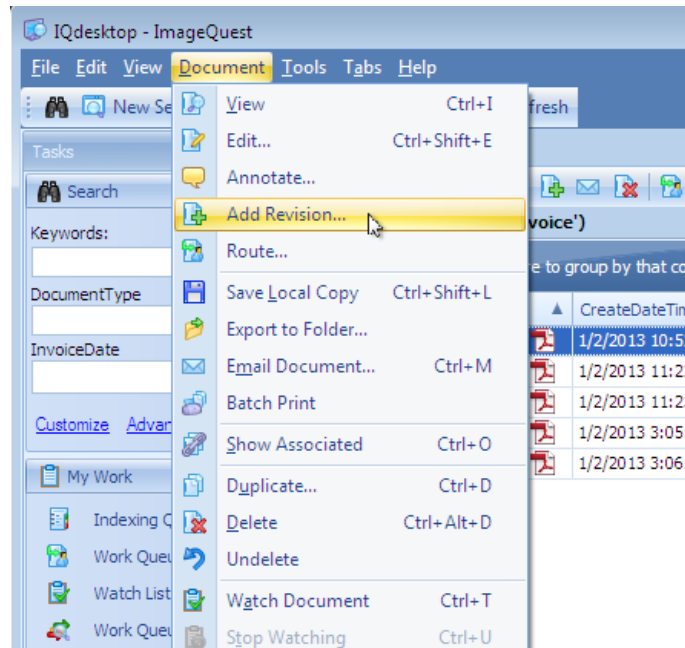 IQdesktop - ImageQuest
File Edit View Document Tools Tabs Help
New Se
fresh
View Ctrl+I
Edit... Ctrl+Shift+E
Annotate...
Add Revision...
Route...
Save Local Copy Ctrl+Shift+L
Export to Folder...
Email Document... Ctrl+M
Batch Print
Show Associated Ctrl+O
Duplicate... Ctrl+D
Delete Ctrl+Alt+D
Undelete
Watch Document Ctrl+T
Stop Watching Ctrl+U
Tasks
Search
Keywords:
DocumentType
InvoiceDate
Customize Advan
My Work
Indexing Q
Work Queu
Watch List
Work Queu
voice')
e to group by that co
CreateDateTim
1/2/2013 10:5
1/2/2013 11:2
1/2/2013 11:2
1/2/2013 3:05
1/2/2013 3:06